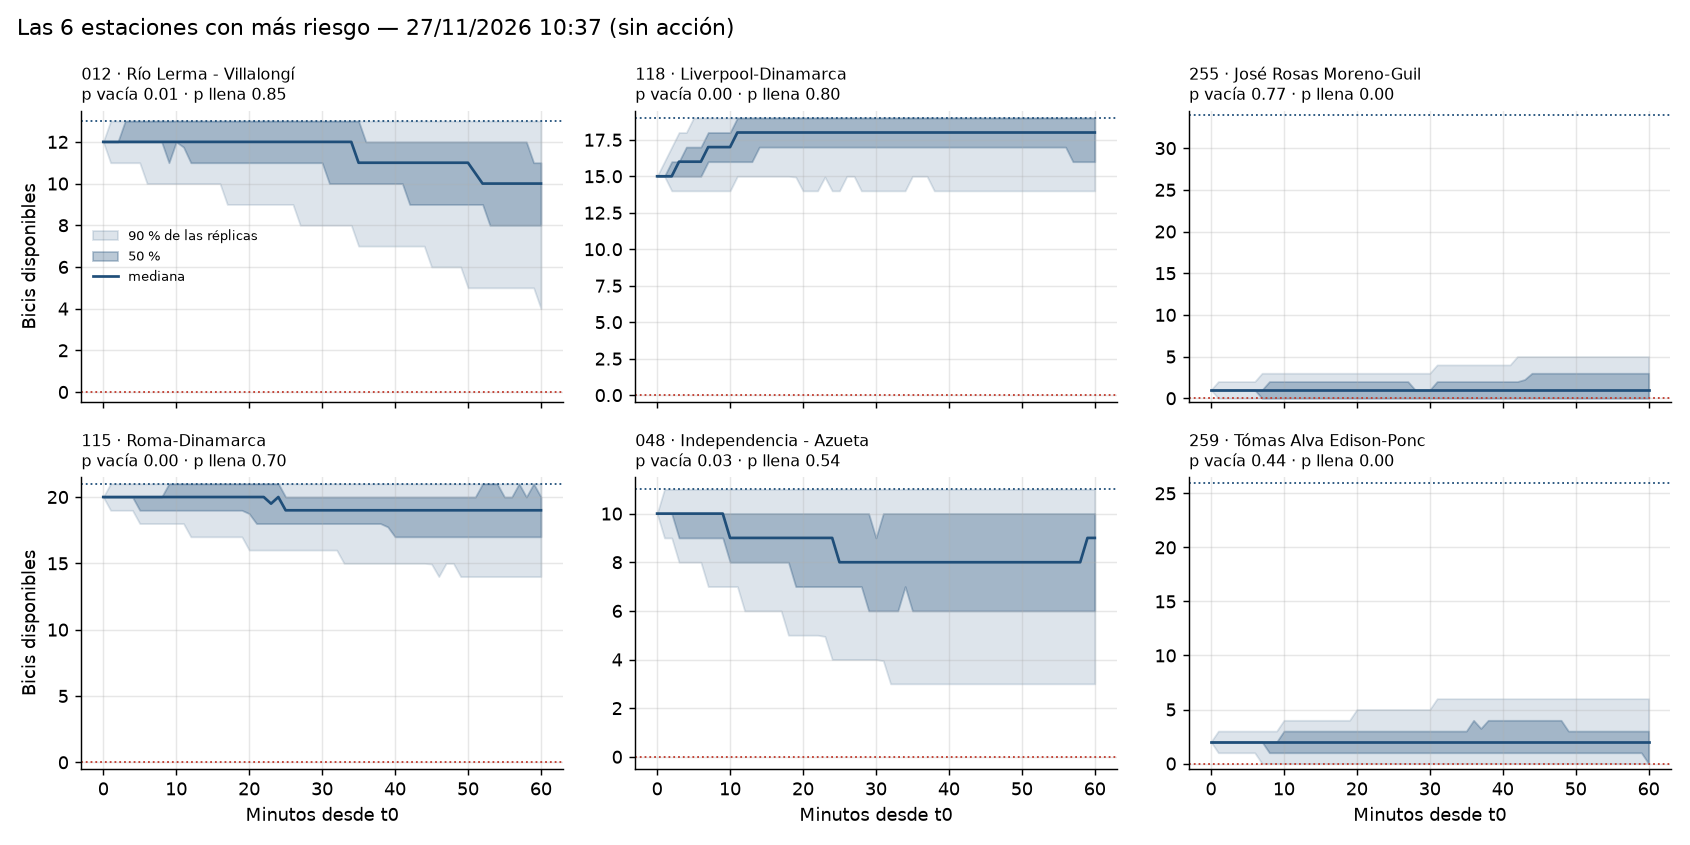 Las 6 estaciones con más riesgo — 27/11/2026 10:37 (sin acción)
012 · Río Lerma - Villalongí
p vacía 0.01 · p llena 0.85
118 · Liverpool-Dinamarca
p vacía 0.00 · p llena 0.80
255 · José Rosas Moreno-Guil
p vacía 0.77 · p llena 0.00
Bicis disponibles
12
10
8
6
4
2
0
90 % de las réplicas
50 %
mediana
17.5
15.0
12.5
10.0
7.5
5.0
2.5
0.0
30
25
20
15
10
5
0
115 · Roma-Dinamarca
p vacía 0.00 · p llena 0.70
048 · Independencia - Azueta
p vacía 0.03 · p llena 0.54
259 · Tómas Alva Edison-Ponc
p vacía 0.44 · p llena 0.00
Bicis disponibles
20
15
10
5
0
10
8
6
4
2
0
25
20
15
10
5
0
0 10 20 30 40 50 60
0 10 20 30 40 50 60
0 10 20 30 40 50 60
Minutos desde t0
Minutos desde t0
Minutos desde t0